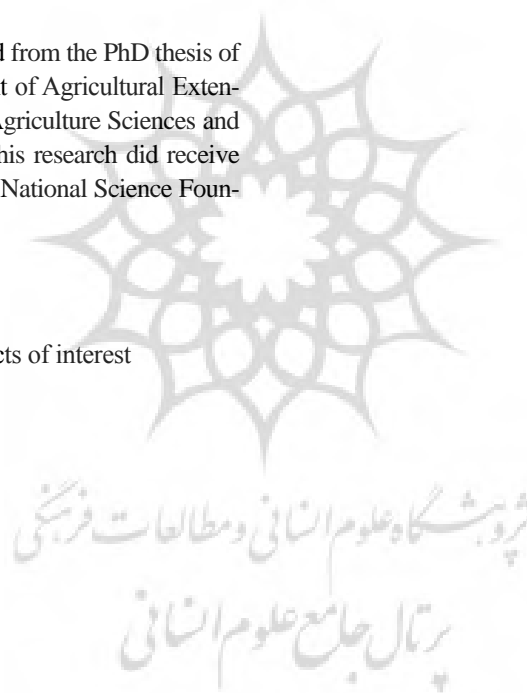 d from the PhD thesis of
t of Agricultural Exten-
Agriculture Sciences and
his research did receive
National Science Foun-
cts of interest
پژوهشگاه علوم انسانی و مطالعات فرهنگی
پرتال جامع علوم انسانی